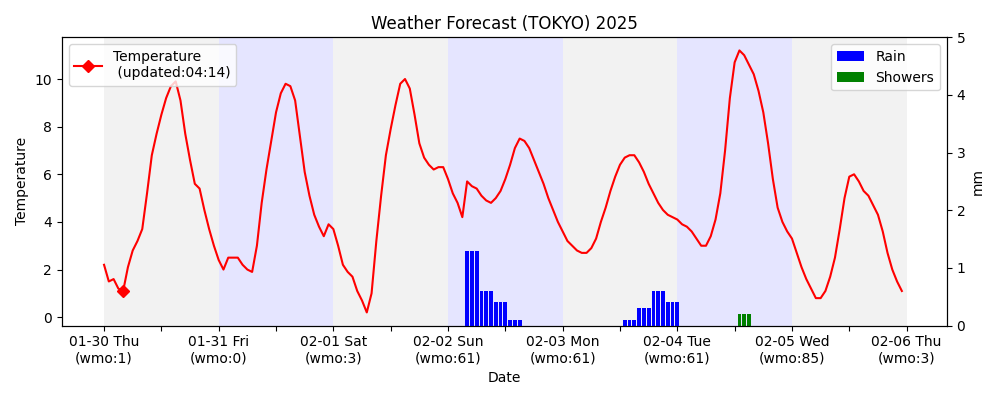 Weather Forecast (TOKYO) 2025
Temperature
(updated:04:14)
Rain
Showers
Temperature
10
8
6
4
2
0
5
4
3
2
1
0
mm
01-30 Thu
(wmo:1)
01-31 Fri
(wmo:0)
02-01 Sat
(wmo:3)
02-02 Sun
(wmo:61)
02-03 Mon
(wmo:61)
02-04 Tue
(wmo:61)
02-05 Wed
(wmo:85)
02-06 Thu
(wmo:3)
Date